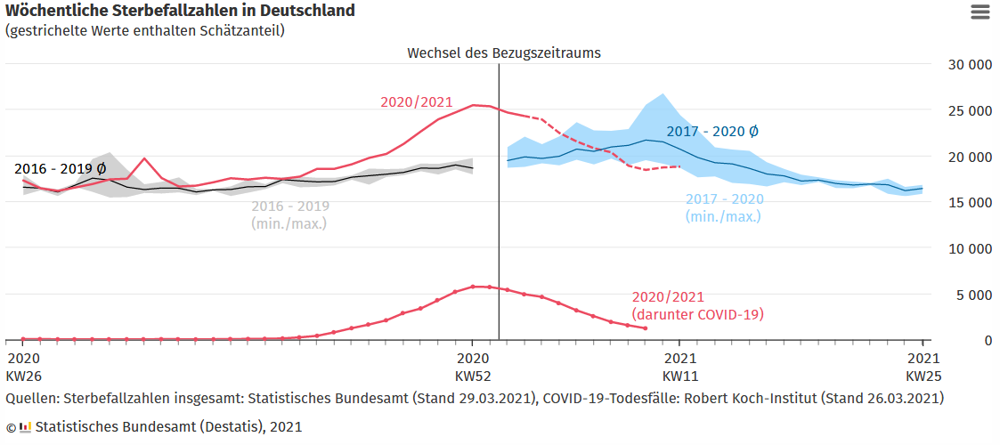 Wöchentliche Sterbefallzahlen in Deutschland
(gestrichelte Werte enthalten Schätzanteil)
Wechsel des Bezugszeitraums
30 000
2020/2021
25 000
2017 - 2020 Ø
20 000
2016 - 2019 Ø
2017 - 2020
(min./max.)
2016 - 2019
(min./max.)
15 000
10 000
5 000
2020/2021
(darunter COVID-19)
0
2020 2020 2021 2021
KW26 KW52 KW11 KW25
Quellen: Sterbefallzahlen insgesamt: Statistisches Bundesamt (Stand 29.03.2021), COVID-19-Todesfälle: Robert Koch-Institut (Stand 26.03.2021)
© Statistisches Bundesamt (Destatis), 2021